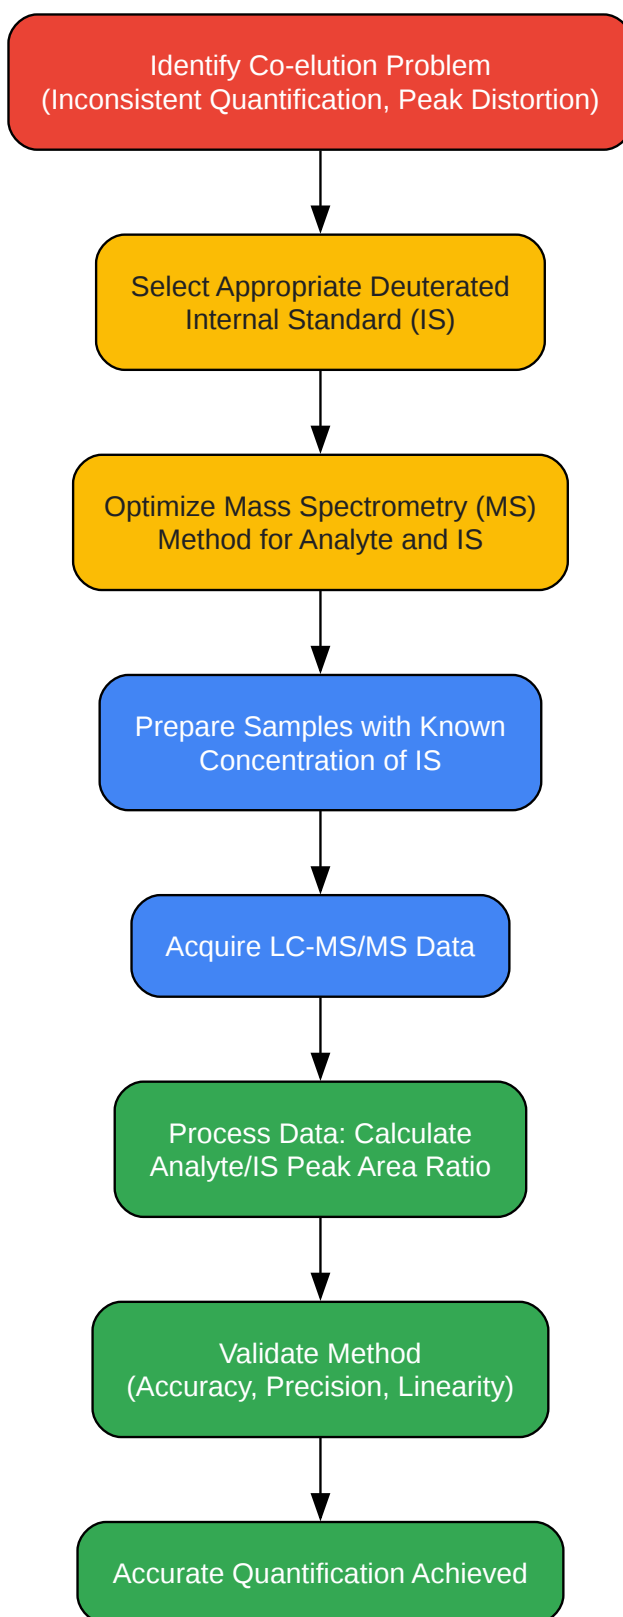 Identify Co-elution Problem
(Inconsistent Quantification, Peak Distortion)
Select Appropriate Deuterated
Internal Standard (IS)
Optimize Mass Spectrometry (MS)
Method for Analyte and IS
Prepare Samples with Known
Concentration of IS
Acquire LC-MS/MS Data
Process Data: Calculate
Analyte/IS Peak Area Ratio
Validate Method
(Accuracy, Precision, Linearity)
Accurate Quantification Achieved